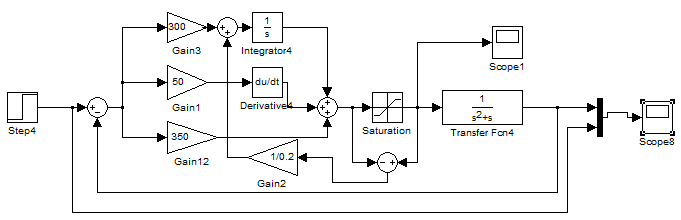 300
Gain3
1
s
Integrator4
Scope1
50
Gain1
du/dt
Derivative4
Step4
Saturation
1
s2+s
Transfer Fcn4
Scope8
350
Gain12
1/0.2
Gain2